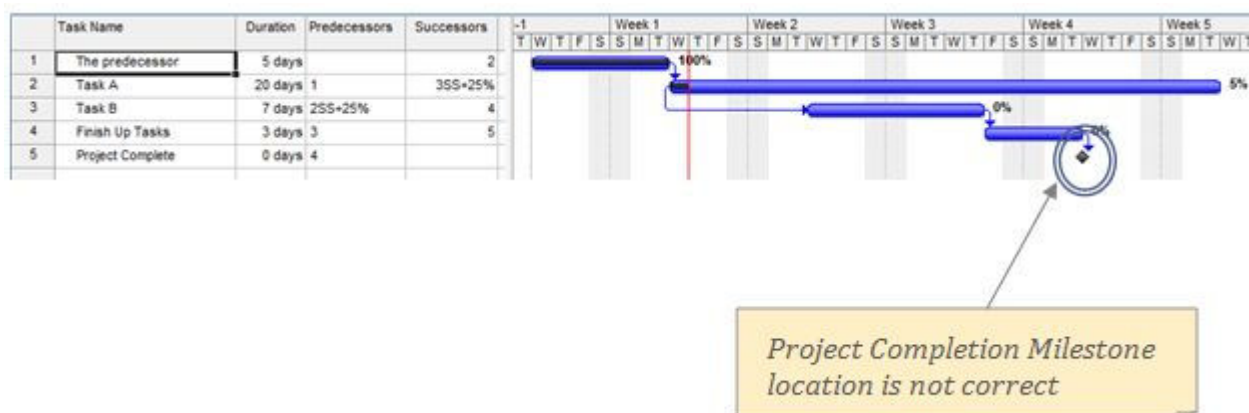 Task Name Duration Predecessors Successors -1 Week 1 Week 2 Week 3 Week 4 Week 5
T W T F S S M T W T F S S M T W T F S S M T W T F S S M T W T F S S M T W T
1 The predecessor 5 days 2 100%
2 Task A 20 days 1 3SS+25% 5%
3 Task B 7 days 2SS+25% 4 0%
4 Finish Up Tasks 3 days 3 5 0%
5 Project Complete 0 days 4
Project Completion Milestone
location is not correct